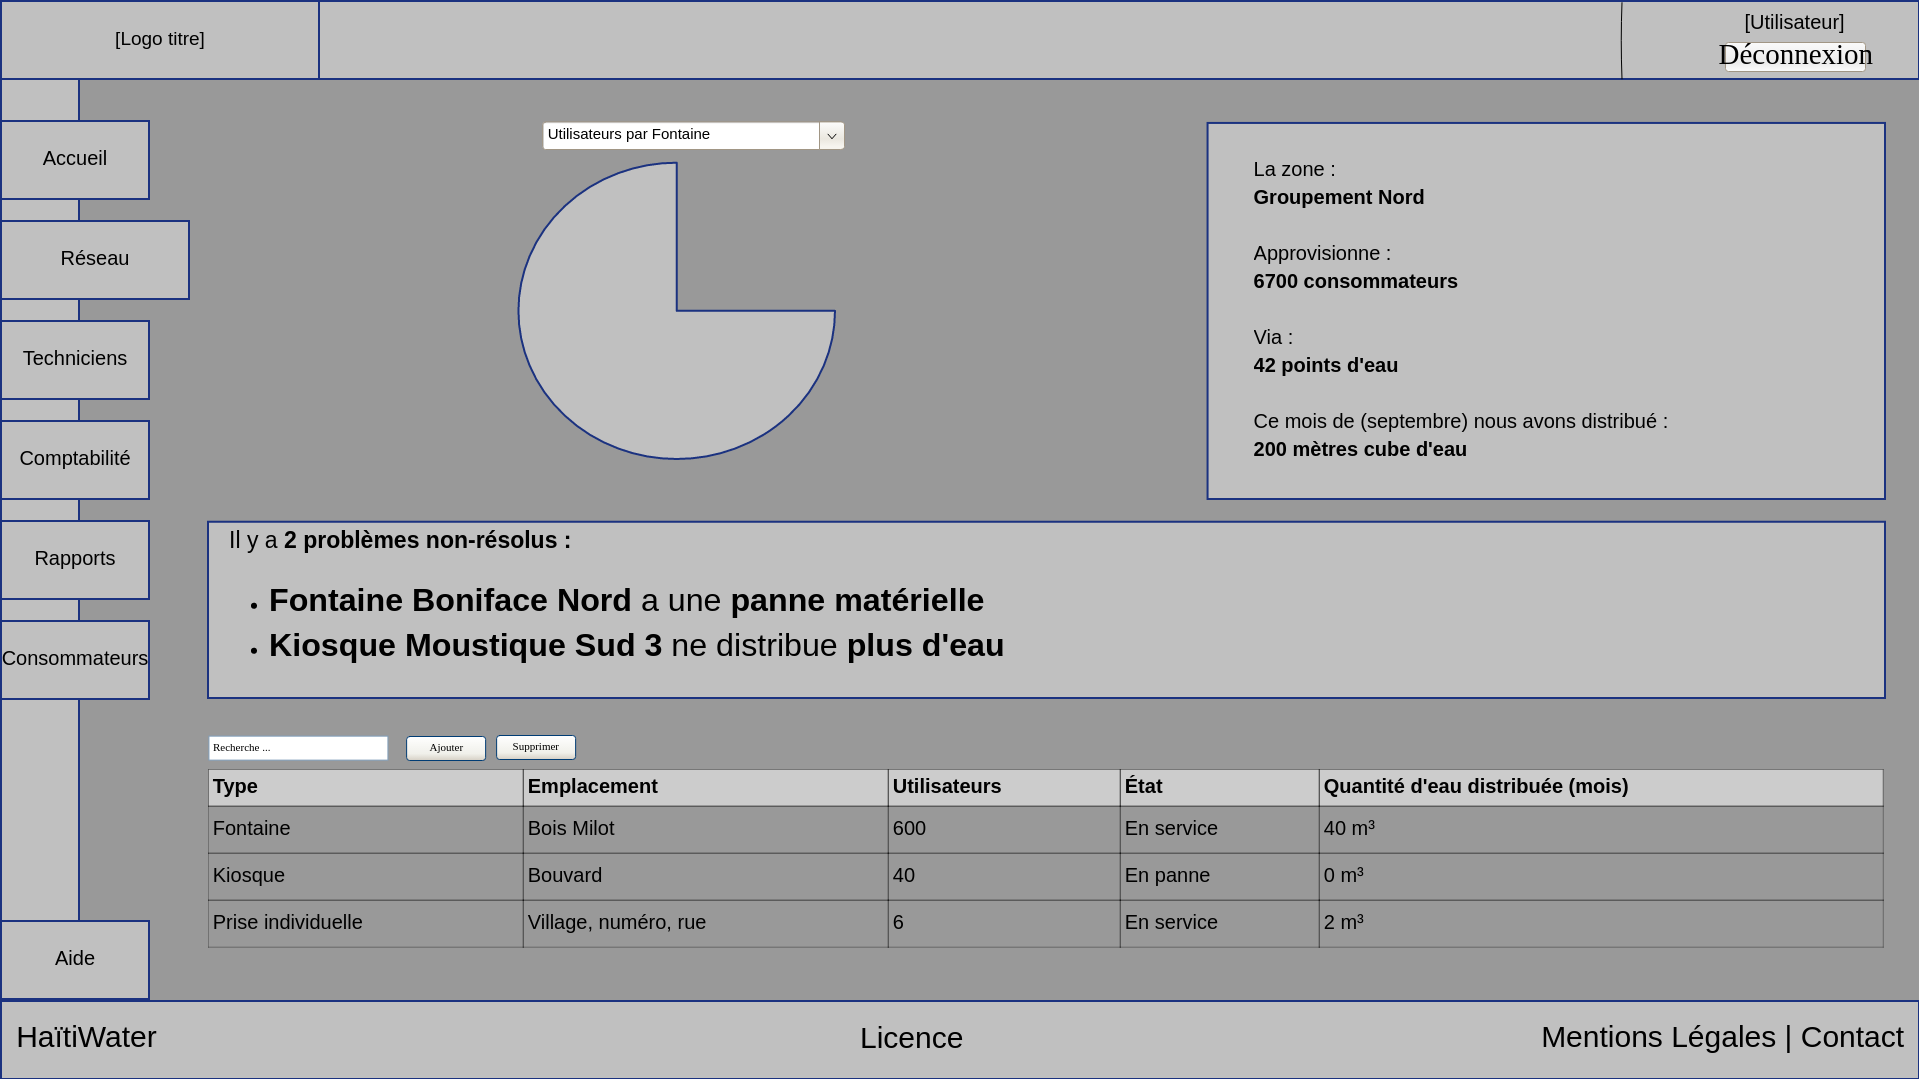 [Logo titre]
[Utilisateur]
Déconnexion
Accueil
Réseau
Techniciens
Comptabilité
Rapports
Consommateurs
Aide
Utilisateurs par Fontaine
La zone :
Groupement Nord
Approvisionne :
6700 consommateurs
Via :
42 points d'eau
Ce mois de (septembre) nous avons distribué :
200 mètres cube d'eau
Il y a 2 problèmes non-résolus :
• Fontaine Boniface Nord a une panne matérielle
• Kiosque Moustique Sud 3 ne distribue plus d'eau
Recherche ... Ajouter Supprimer
Type Emplacement Utilisateurs État Quantité d'eau distribuée (mois)
Fontaine Bois Milot 600 En service 40 m³
Kiosque Bouvard 40 En panne 0 m³
Prise individuelle Village, numéro, rue 6 En service 2 m³
HaïtiWater Licence Mentions Légales | Contact